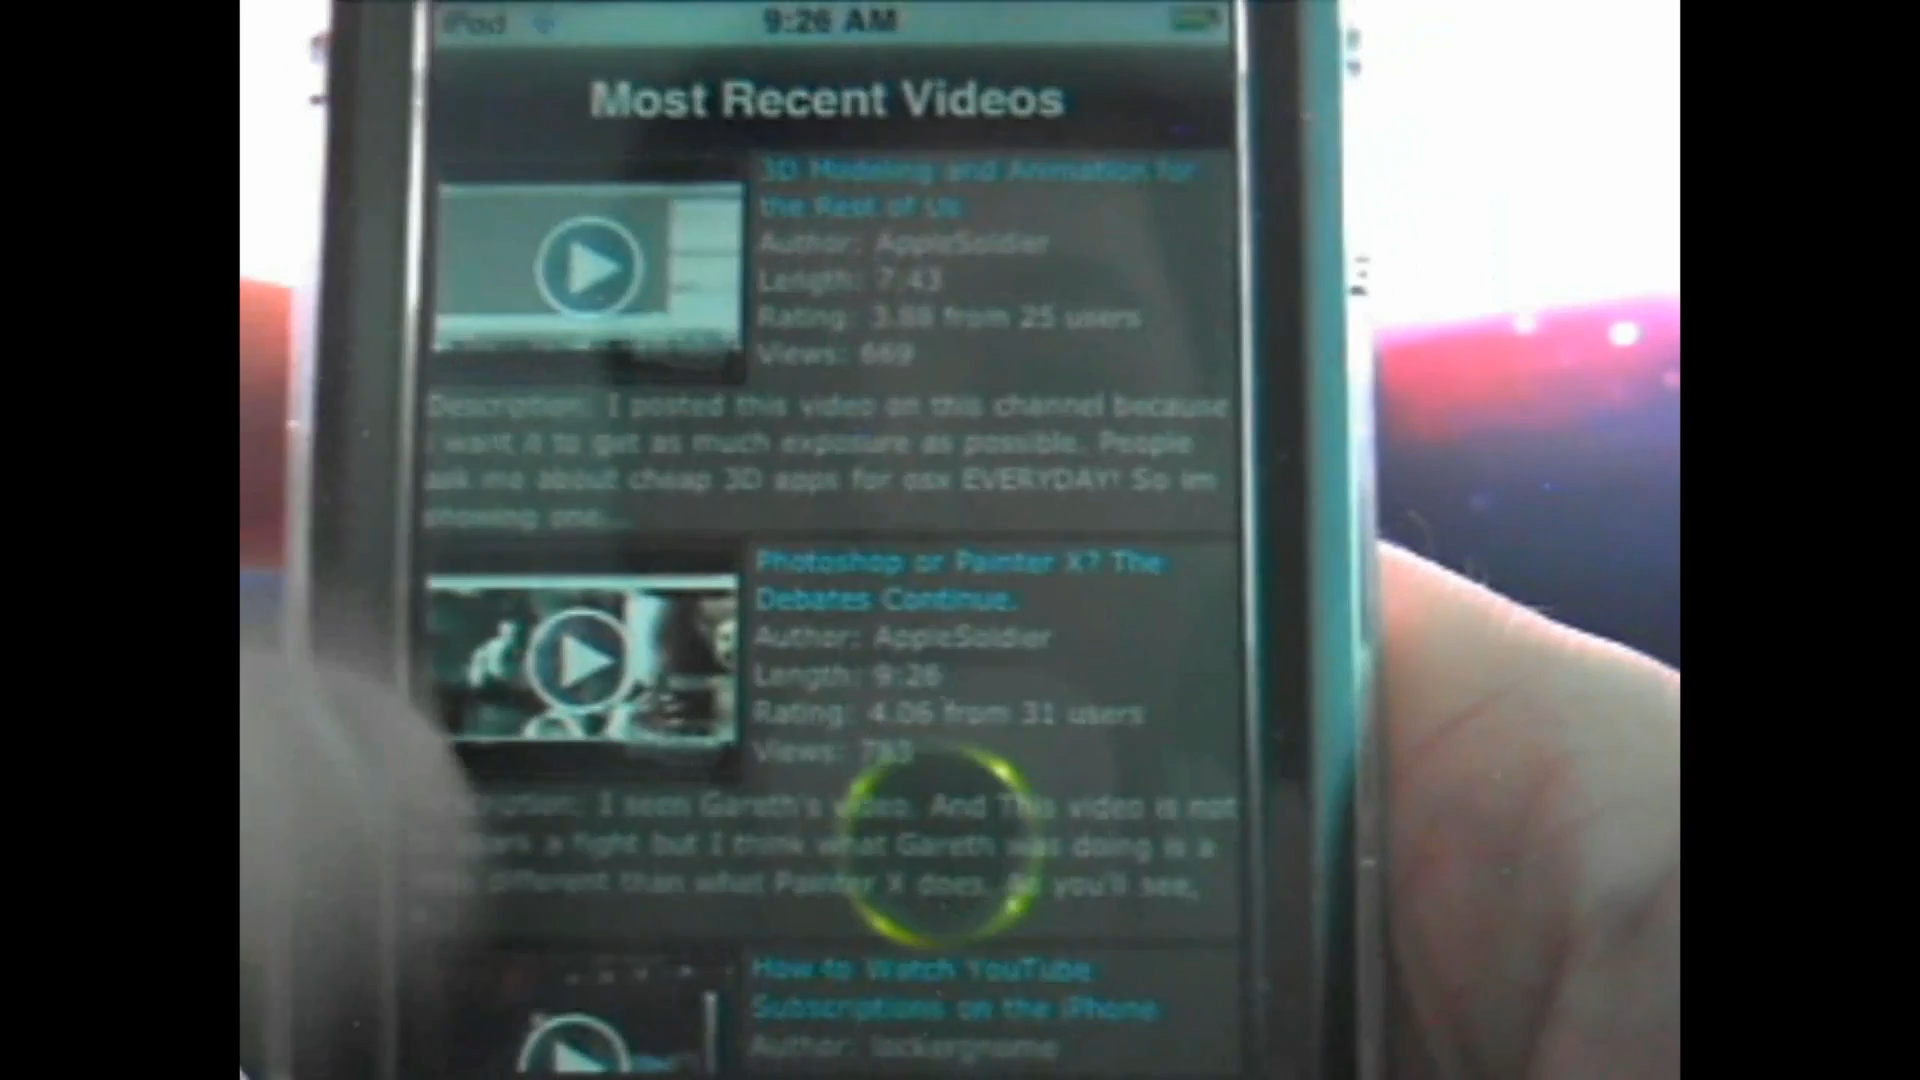 iPod 9:26 AM
Most Recent Videos
3D Modeling and Animation for
the Rest of Us
Author: AppleSoldier
Length: 7:43
Rating: 3.88 from 25 users
Views: 669
Description: I posted this video on this channel because
I want it to get as much exposure as possible. People
ask me about cheap 3D apps for osx EVERYDAY! So im
showing one...
Photoshop or Painter X? The
Debates Continue.
Author: AppleSoldier
Length: 9:26
Rating: 4.06 from 31 users
Views: 783
I seen Gareth's video. And This video is not
a fight but I think what Gareth was doing is a
different than what Painter X does. As you'll see,
How to Watch YouTube
Subscriptions on the iPhone
Author: lockergnome